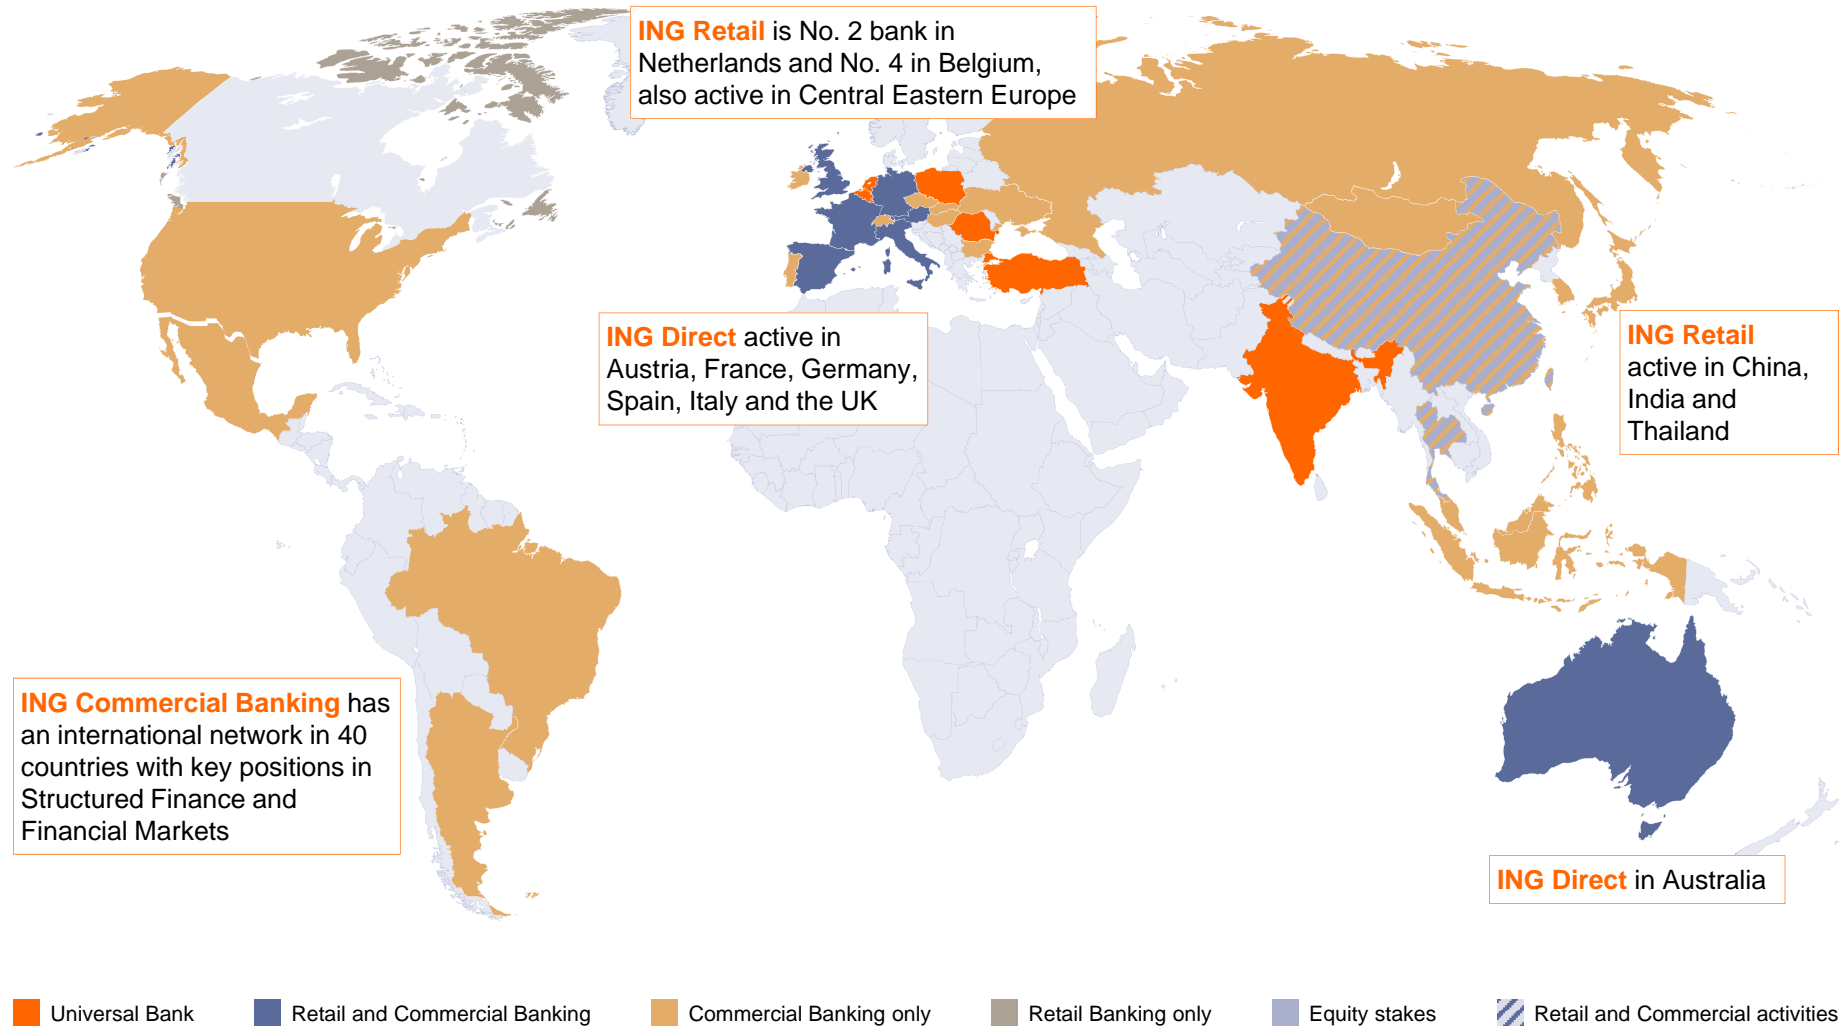 ING Retail is No. 2 bank in
Netherlands and No. 4 in Belgium,
also active in Central Eastern Europe
ING Direct active in
Austria, France, Germany,
Spain, Italy and the UK
ING Retail
active in China,
India and
Thailand
ING Commercial Banking has
an international network in 40
countries with key positions in
Structured Finance and
Financial Markets
ING Direct in Australia
Universal Bank
Retail and Commercial Banking
Commercial Banking only
Retail Banking only
Equity stakes
Retail and Commercial activities